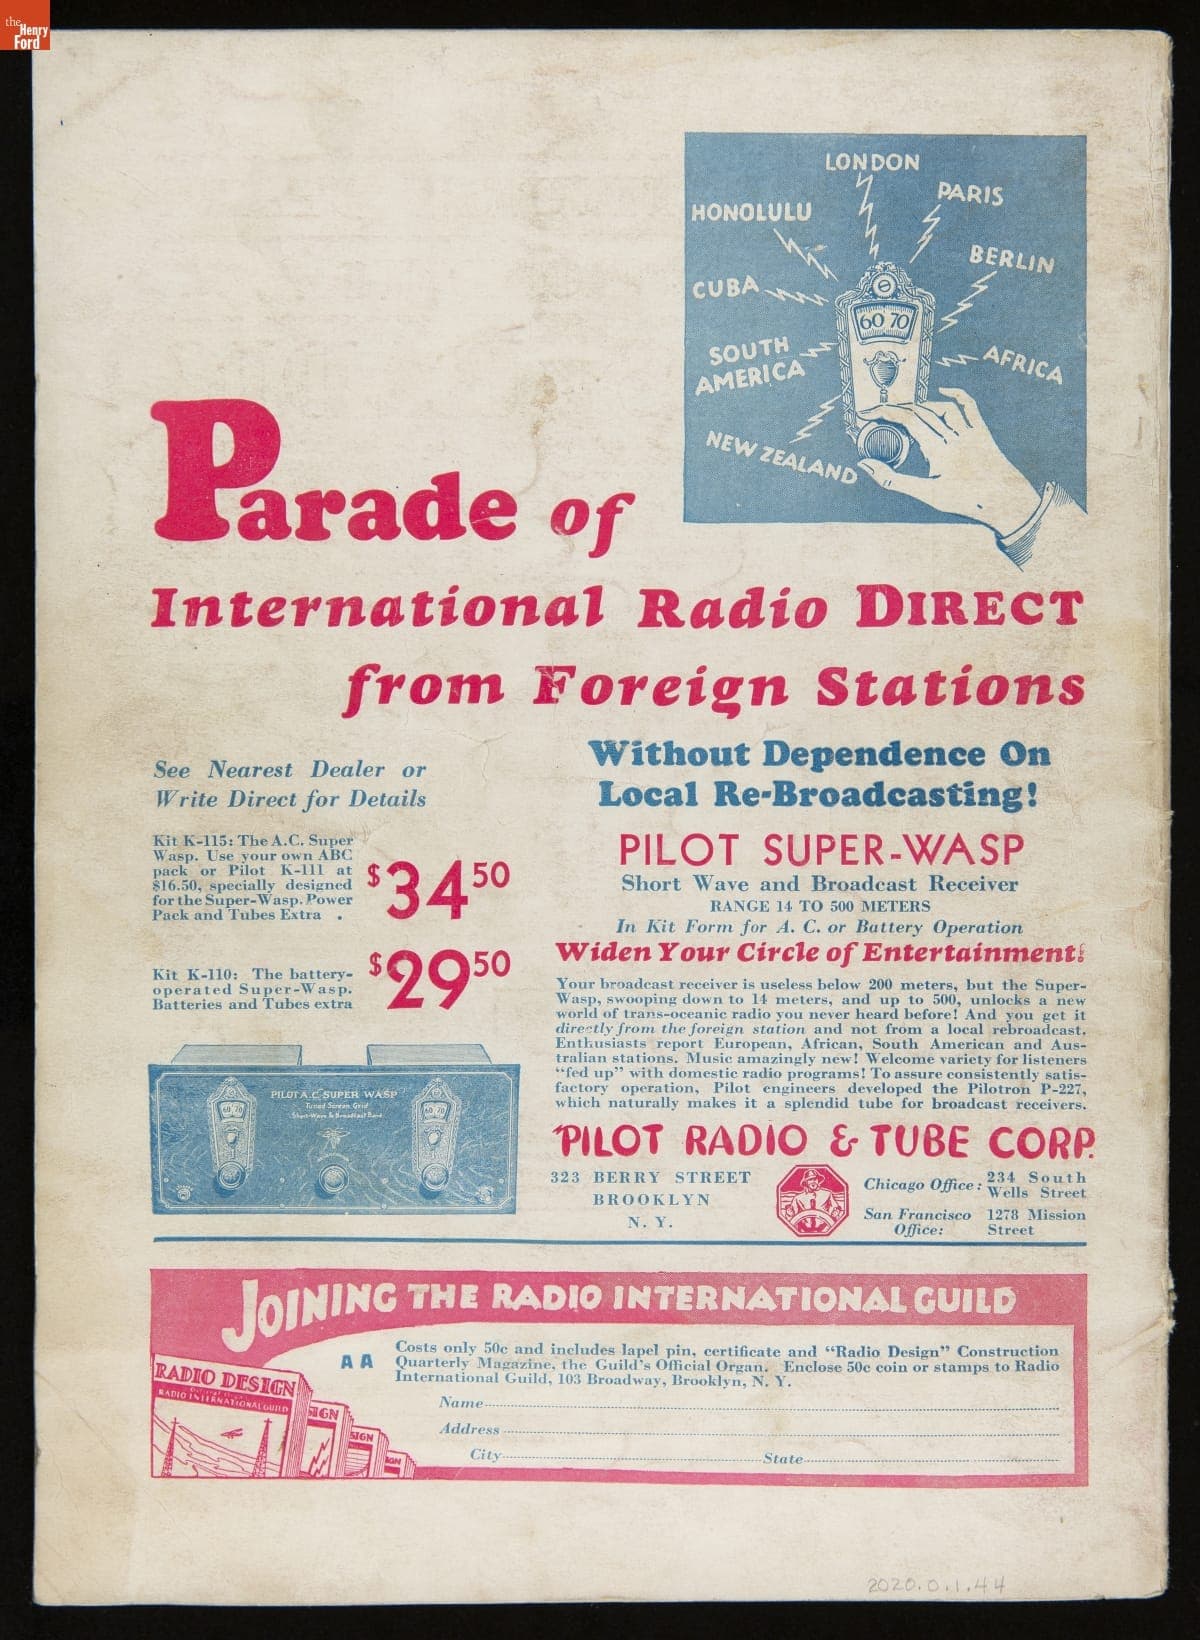 the
Henry
Ford
LONDON
PARIS
HONOLULU
BERLIN
CUBA
60 70
SOUTH
AMERICA
AFRICA
NEW ZEALAND
Parade of
International Radio DIRECT
from Foreign Stations
Without Dependence On
Local Re-Broadcasting!
See Nearest Dealer or
Write Direct for Details
Kit K-115: The A.C. Super
Wasp. Use your own ABC
pack or Pilot K-111 at
$16.50, specially designed
for the Super-Wasp. Power
Pack and Tubes Extra .
$34 50
Kit K-110: The battery-
operated Super-Wasp.
Batteries and Tubes extra
$29 50
PILOT SUPER-WASP
Short Wave and Broadcast Receiver
RANGE 14 TO 500 METERS
In Kit Form for A. C. or Battery Operation
Widen Your Circle of Entertainment!
Your broadcast receiver is useless below 200 meters, but the Super-
Wasp, swooping down to 14 meters, and up to 500, unlocks a new
world of trans-oceanic radio you never heard before! And you get it
directly from the foreign station and not from a local rebroadcast.
Enthusiasts report European, African, South American and Aus-
tralian stations. Music amazingly new! Welcome variety for listeners
"fed up" with domestic radio programs! To assure consistently satis-
factory operation, Pilot engineers developed the Pilotron P-227,
which naturally makes it a splendid tube for broadcast receivers.
PILOT A.C. SUPER WASP
Tuned Screen Grid
Short-Wave & Broadcast Band
60 70
60 70
PILOT RADIO & TUBE CORP.
323 BERRY STREET
BROOKLYN
N. Y.
Chicago Office: 234 South
Wells Street
San Francisco Office: 1278 Mission
Street
JOINING THE RADIO INTERNATIONAL GUILD
AA
Costs only 50c and includes lapel pin, certificate and "Radio Design" Construction
Quarterly Magazine, the Guild's Official Organ. Enclose 50c coin or stamps to Radio
International Guild, 103 Broadway, Brooklyn, N. Y.
Name
Address
City State
RADIO DESIGN
RADIO INTERNATIONAL GUILD
SIGN
SIGN
IGN
2020.0.1.44